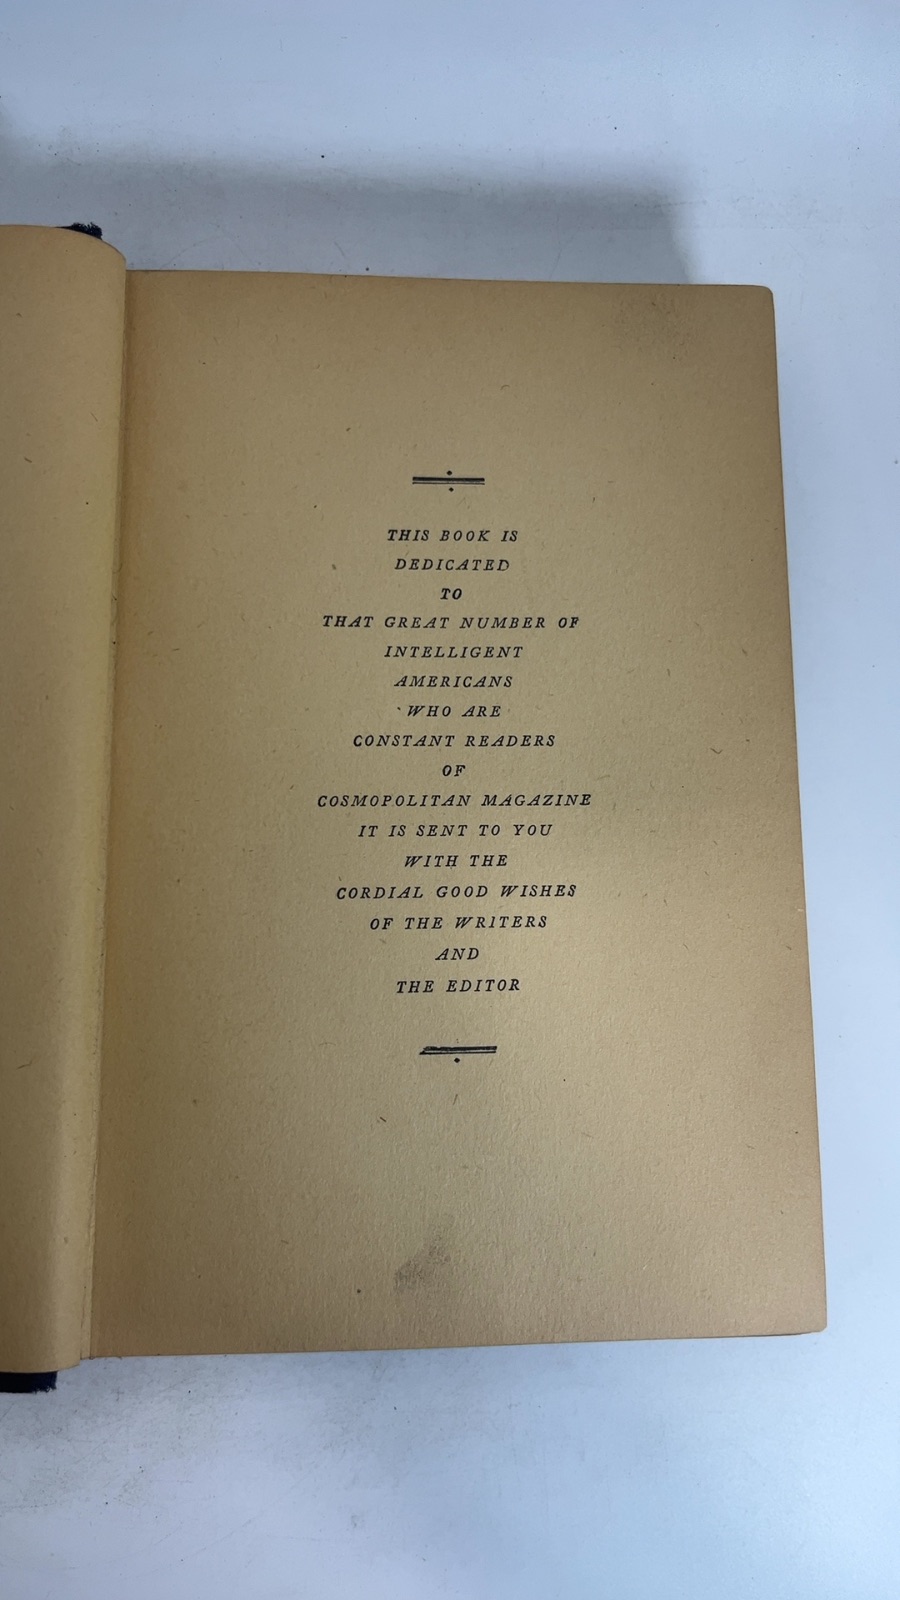 THIS BOOK IS
DEDICATED
TO
THAT GREAT NUMBER OF
INTELLIGENT
AMERICANS
WHO ARE
CONSTANT READERS
OF
COSMOPOLITAN MAGAZINE
IT IS SENT TO YOU
WITH THE
CORDIAL GOOD WISHES
OF THE WRITERS
AND
THE EDITOR